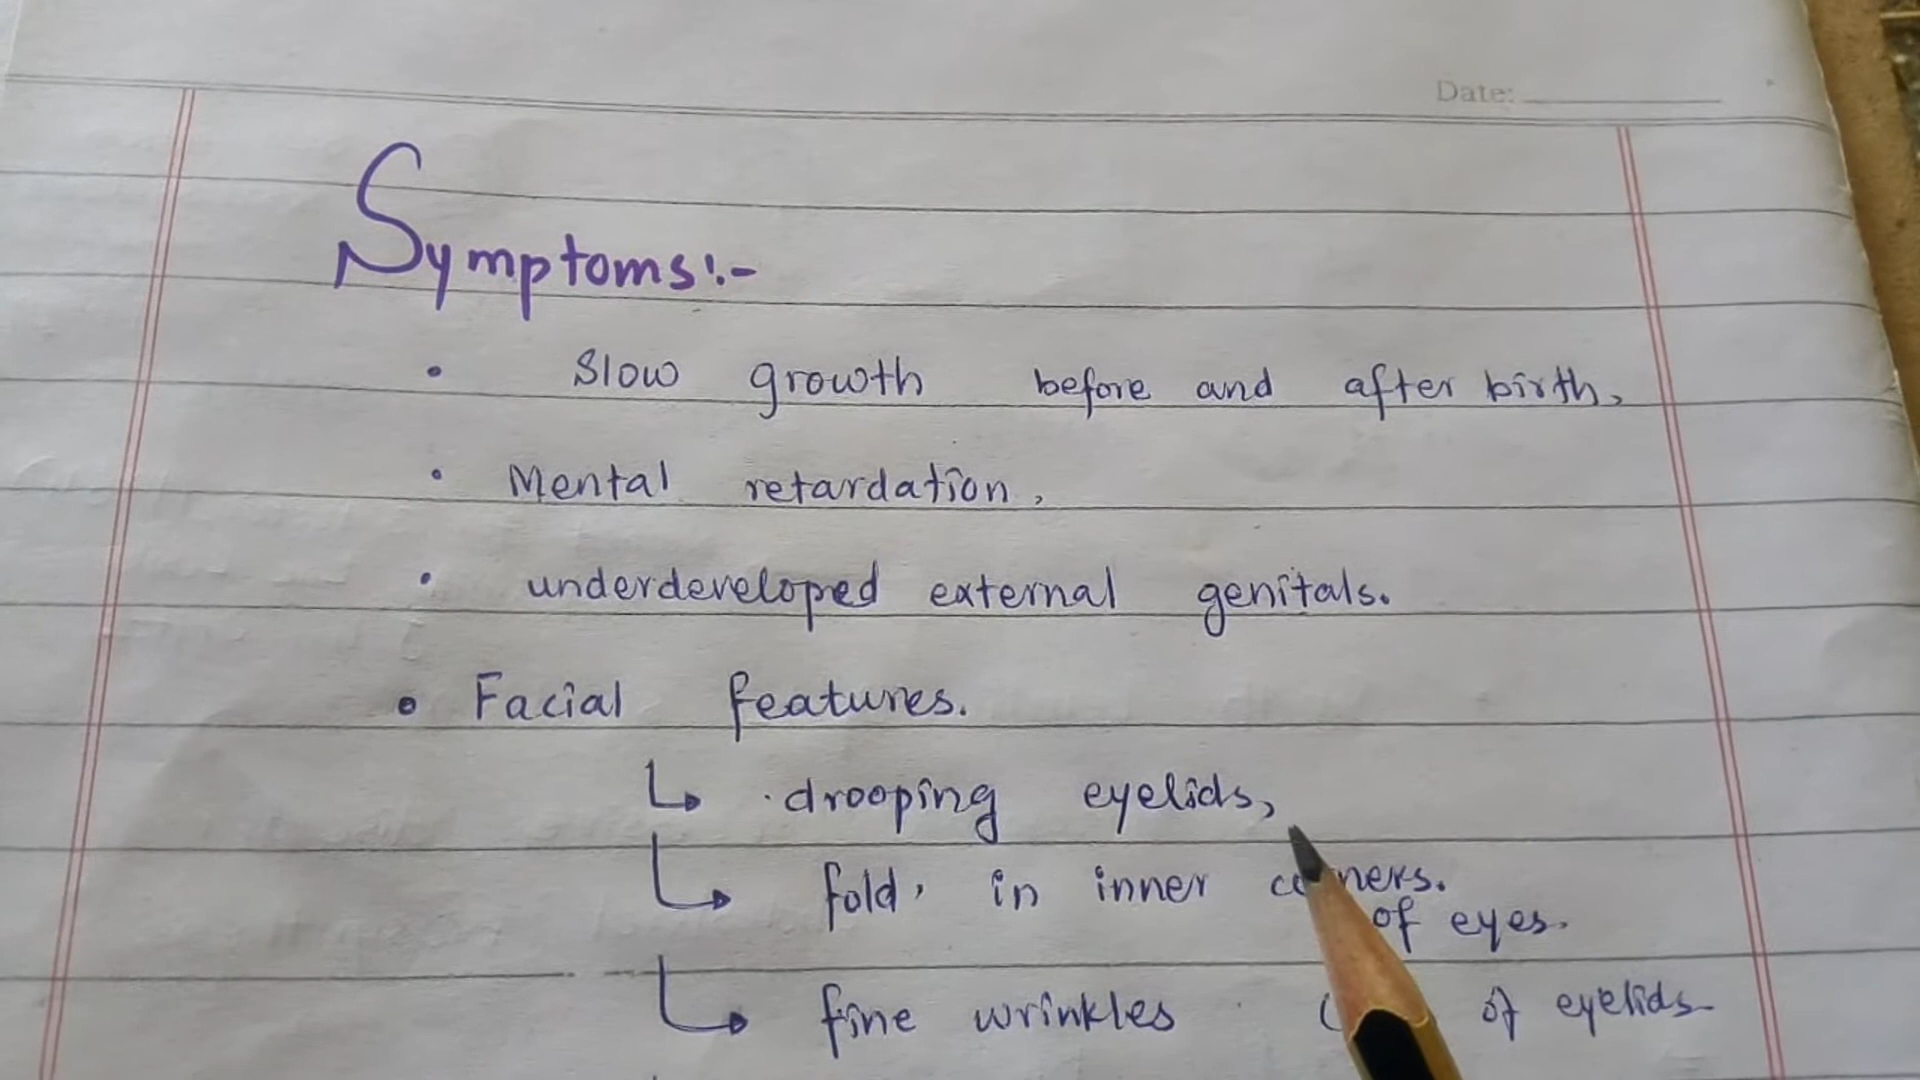 Date:
Symptoms:-
• Slow growth before and after birth,
• Mental retardation,
• underdeveloped external genitals.
• Facial features.
↳ drooping eyelids,
↳ fold, in inner corners.
of eyes.
↳ fine wrinkles of eyelids